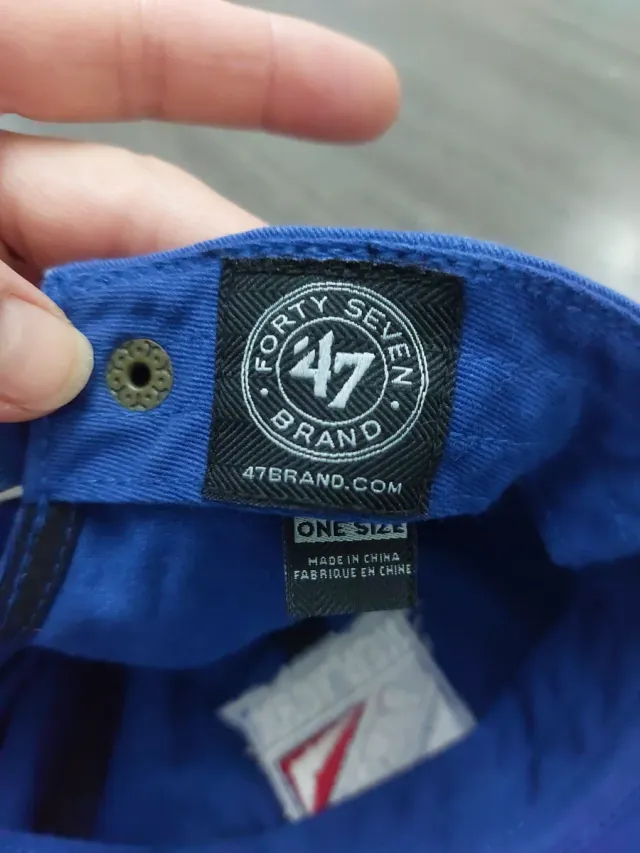 FORTY SEVEN
'47
BRAND
47BRAND.COM
ONE SIZE
MADE IN CHINA
FABRIQUE EN CHINE